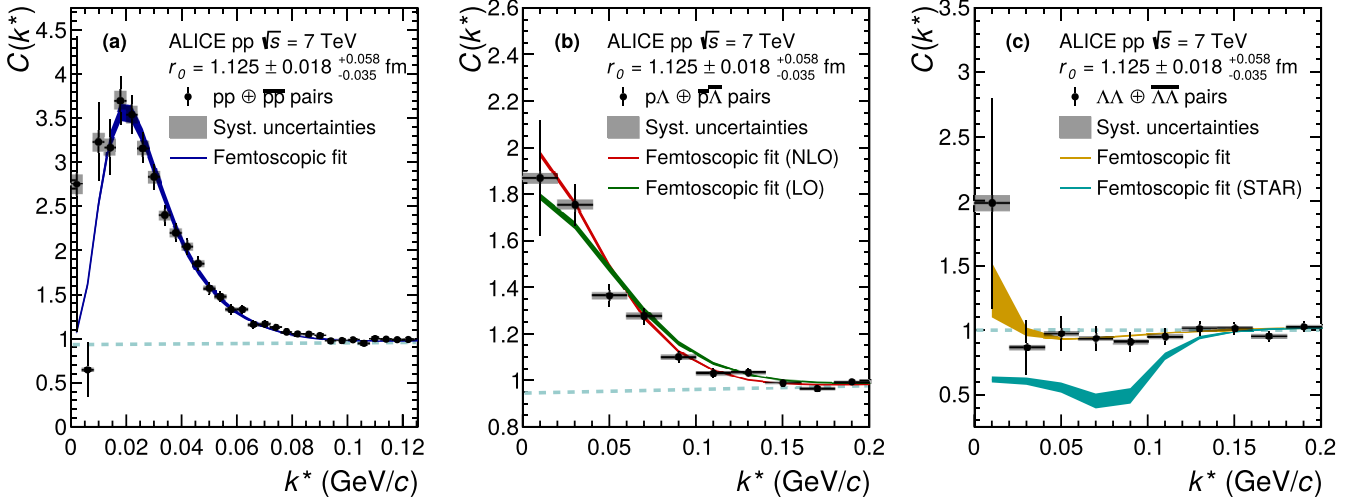 C(k*)
(a)
ALICE pp √s = 7 TeV
r₀ = 1.125 ± 0.018 +0.058 -0.035 fm
pp ⊕ p̅p̅ pairs
Syst. uncertainties
Femtoscopic fit
4.5
4
3.5
3
2.5
2
1.5
1
0.5
0
0 0.02 0.04 0.06 0.08 0.1 0.12
k* (GeV/c)
C(k*)
(b)
ALICE pp √s = 7 TeV
r₀ = 1.125 ± 0.018 +0.058 -0.035 fm
pΛ ⊕ p̅Λ̅ pairs
Syst. uncertainties
Femtoscopic fit (NLO)
Femtoscopic fit (LO)
2.6
2.4
2.2
2
1.8
1.6
1.4
1.2
1
0.8
0 0.05 0.1 0.15 0.2
k* (GeV/c)
C(k*)
(c)
ALICE pp √s = 7 TeV
r₀ = 1.125 ± 0.018 +0.058 -0.035 fm
ΛΛ ⊕ Λ̅Λ̅ pairs
Syst. uncertainties
Femtoscopic fit
Femtoscopic fit (STAR)
3.5
3
2.5
2
1.5
1
0.5
0 0.05 0.1 0.15 0.2
k* (GeV/c)